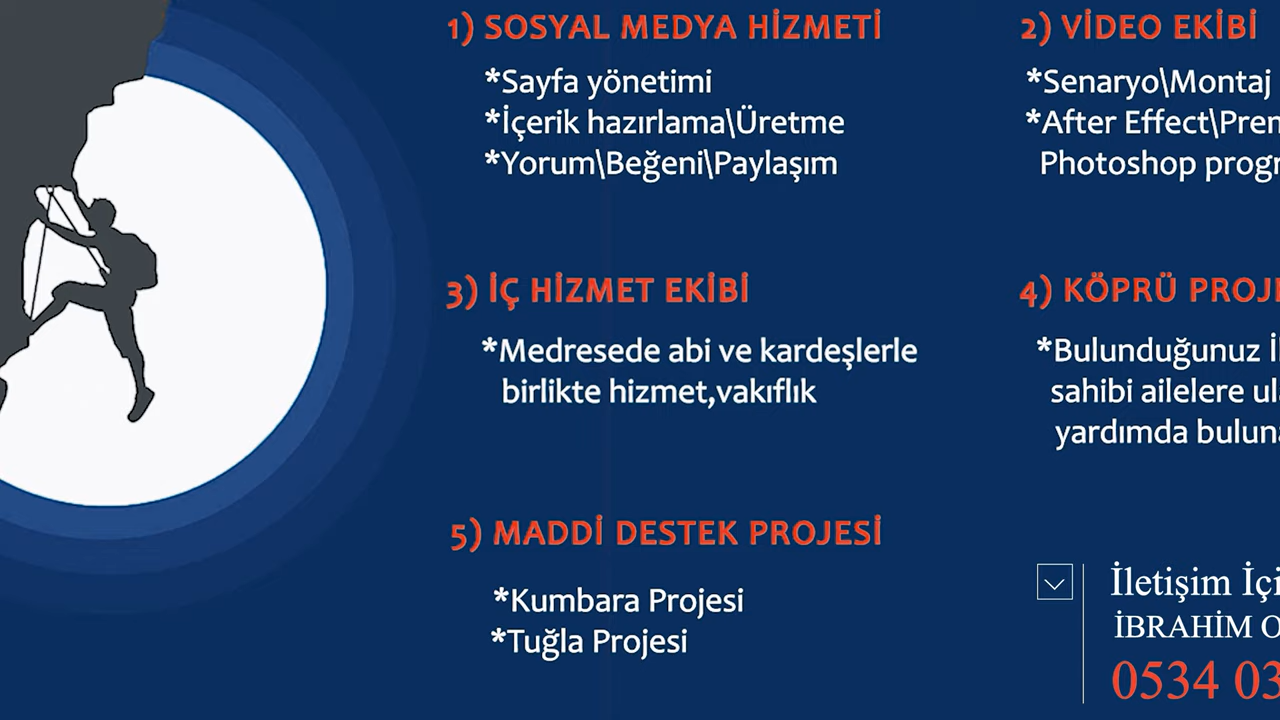 1) SOSYAL MEDYA HİZMETİ
*Sayfa yönetimi
*İçerik hazırlama\Üretme
*Yorum\Beğeni\Paylaşım
2) VİDEO EKİBİ
*Senaryo\Montaj
*After Effect\
Photoshop
3) İÇ HİZMET EKİBİ
*Medresede abi ve kardeşlerle
birlikte hizmet,vakıflık
4) KÖPRÜ
*Bulunduğunuz
sahibi ailelere
yardımda
5) MADDİ DESTEK PROJESİ
*Kumbara Projesi
*Tuğla Projesi
İletişim
İBRAHİM
0534